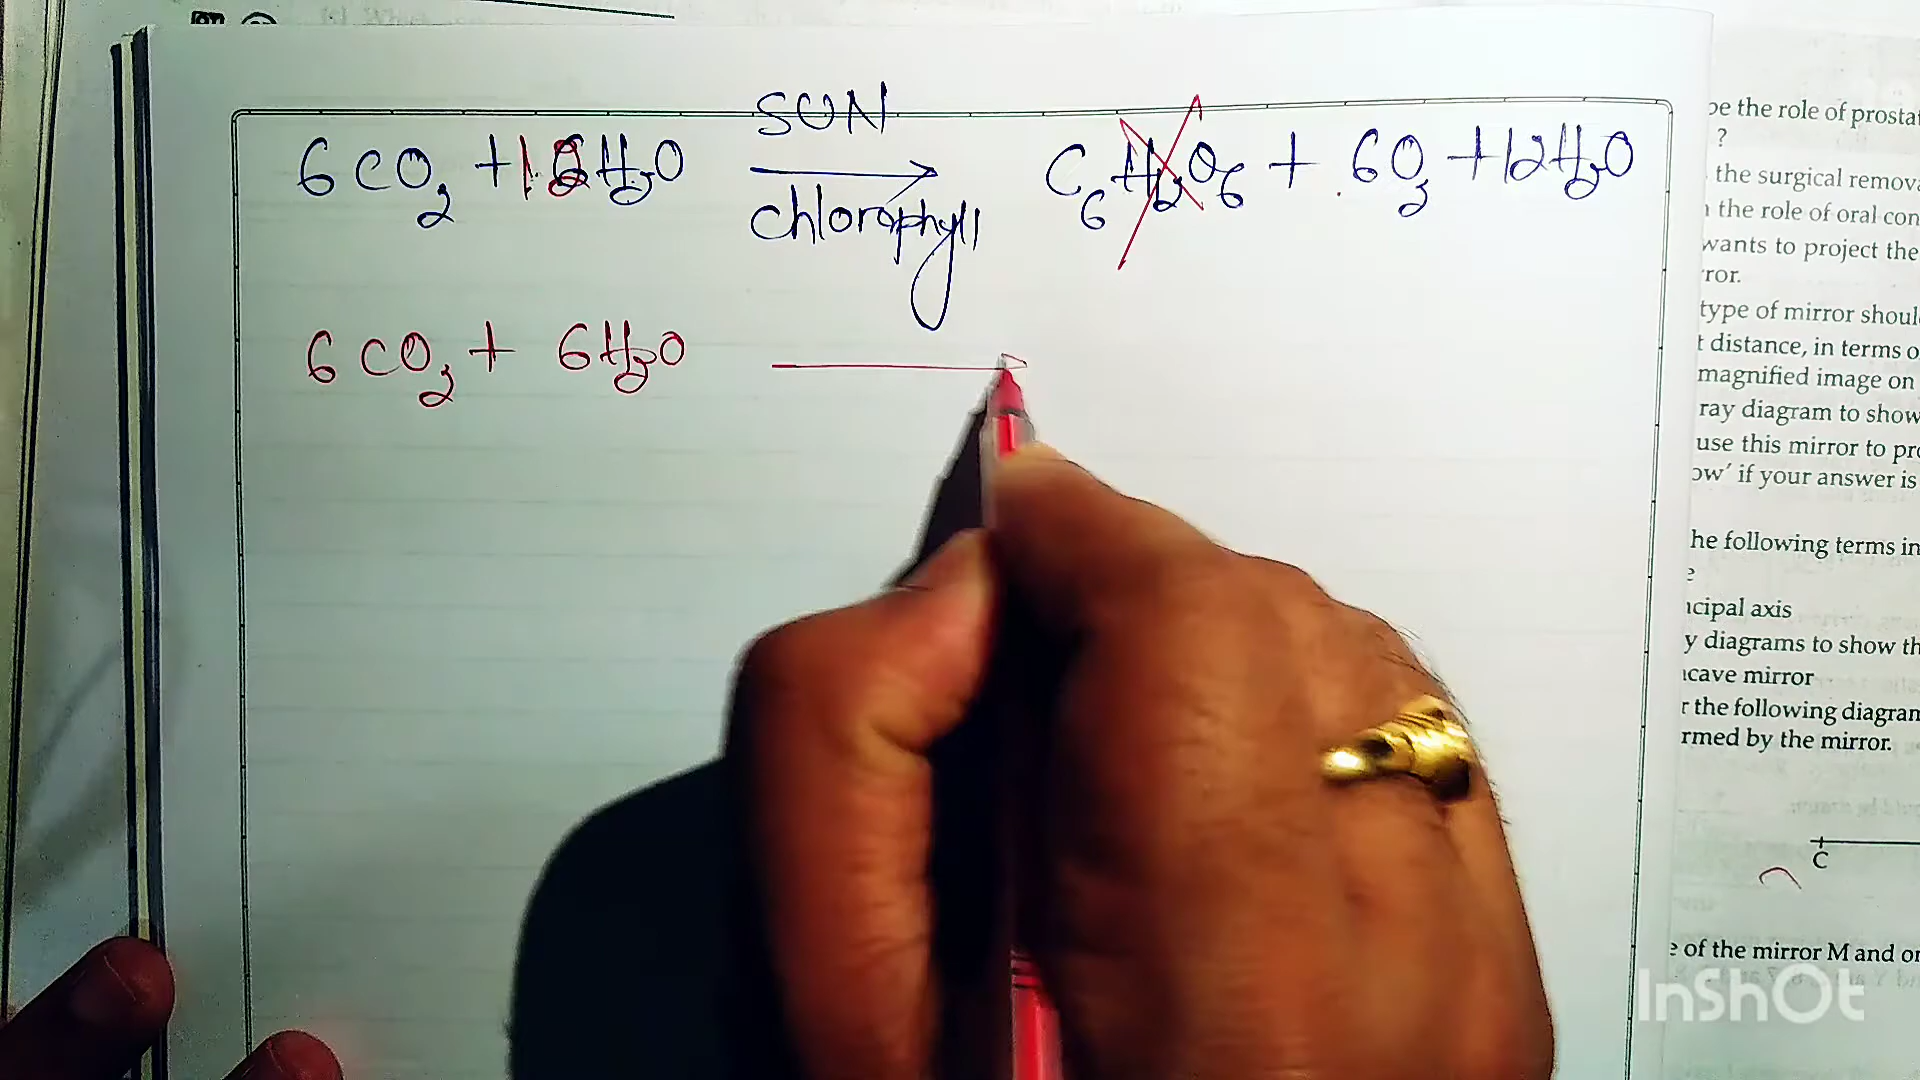 SUN
6CO₂ + 12H₂O → C₆H₁₂O₆ + 6O₂ + 12H₂O
chlorophyll
6CO₂ + 6H₂O →
be the role of prosta
?
the surgical remova
the role of oral con
wants to project the
ror.
type of mirror shoul
t distance, in terms o
magnified image on
ray diagram to show
use this mirror to pr
ow' if your answer is
he following terms in
e
ncipal axis
y diagrams to show th
ncave mirror
r the following diagram
rmed by the mirror.
C
e of the mirror M and or
InShOt